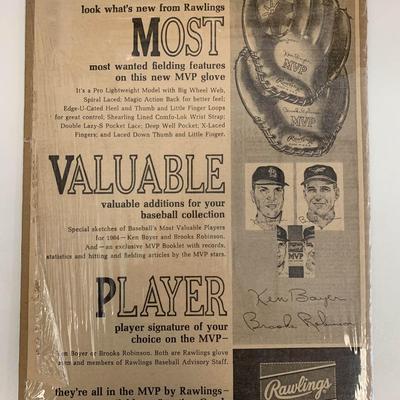 look what's new from Rawlings
MOST
most wanted fielding features
on this new MVP glove
It's a Pro Lightweight Model with Big Wheel Web,
Spiral Laced; Magic Action Back for better feel;
Edge-U-Cated Heel and Thumb and Little Finger Loops
for great control; Shearling Lined Comfo-Lok Wrist Strap;
Double Lazy-S Pocket Lace; Deep Well Pocket; X-Laced
Fingers; and Laced Down Thumb and Little Finger.
VALUABLE
valuable additions for your
baseball collection
Special sketches of Baseball's Most Valuable Players
for 1964—Ken Boyer and Brooks Robinson.
And—an exclusive MVP Booklet with records,
statistics and hitting and fielding articles by the MVP stars.
PLAYER
player signature of your
choice on the MVP—
Ken Boyer or Brooks Robinson. Both are Rawlings glove
men and members of Rawlings Baseball Advisory Staff.
they're all in the MVP by Rawlings—
MVP
MVP
Rawlings
MVP
Ken Boyer
Brooks Robinson
Rawlings